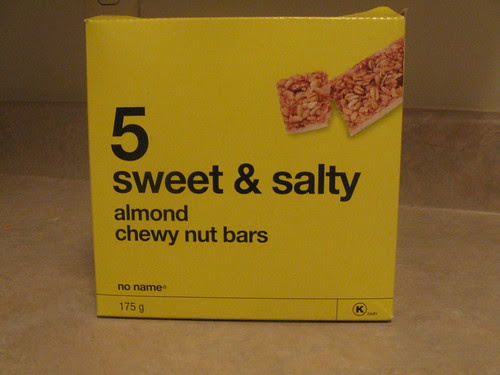 5
sweet & salty
almond
chewy nut bars
no name®
175 g
K